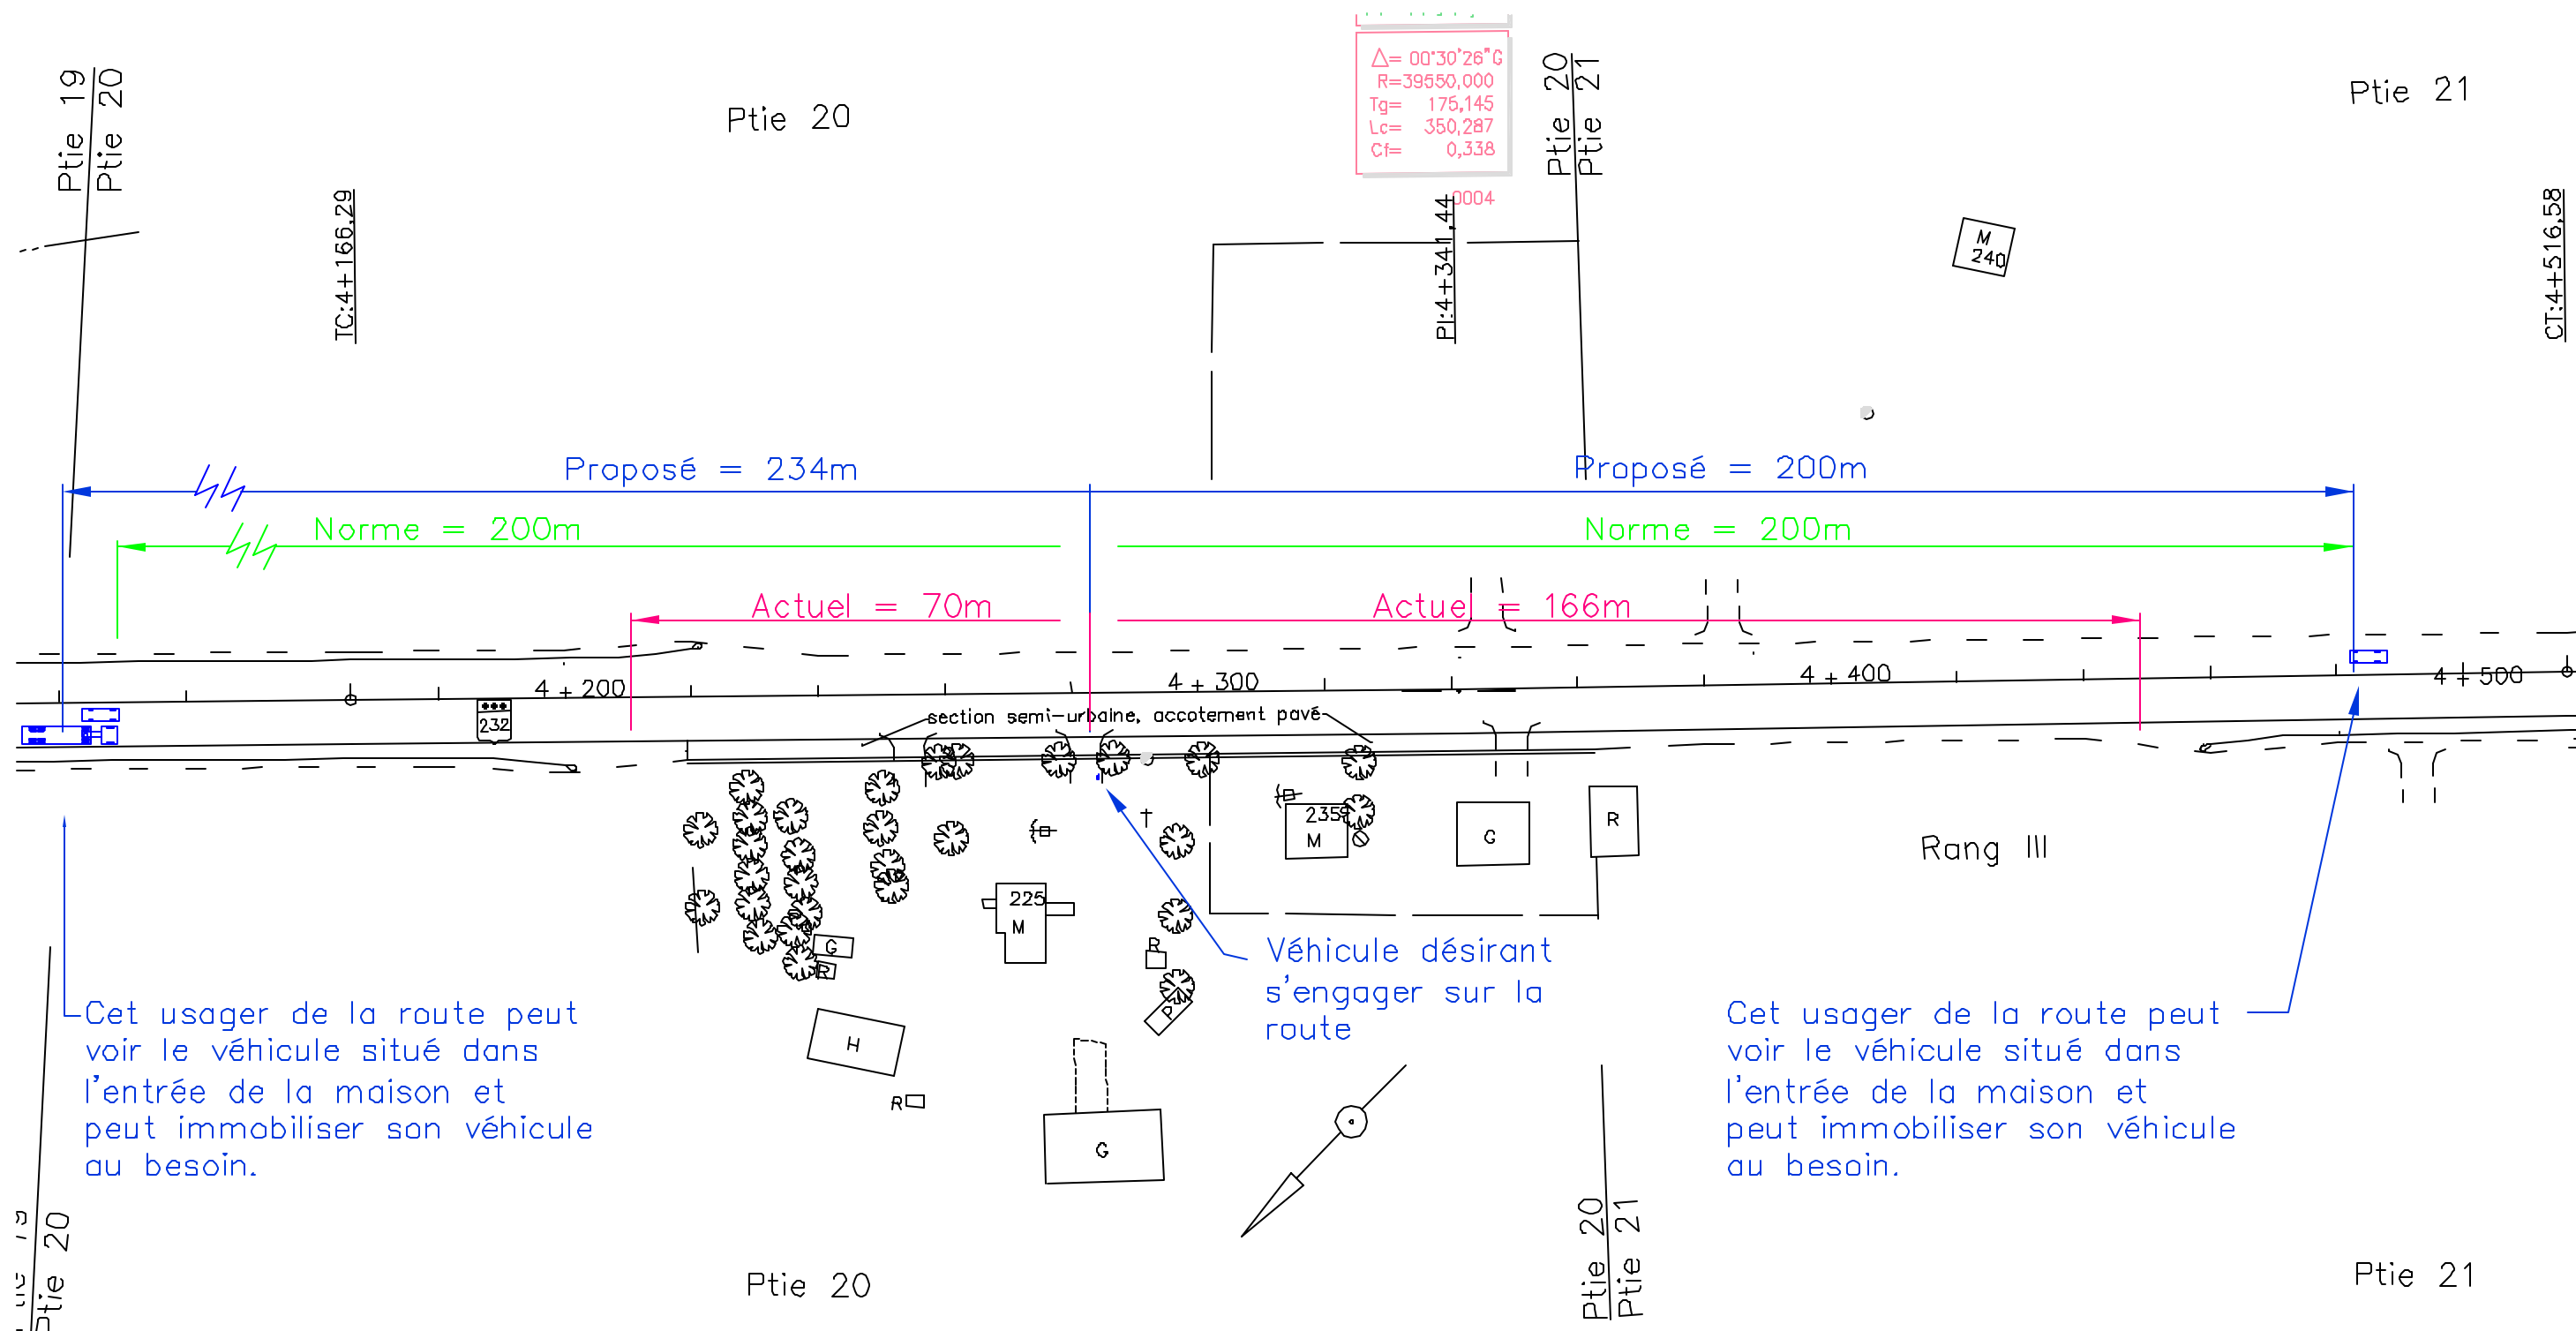 Ptie 19
Ptie 20
Ptie 20
Δ= 00°30'26"G
R=39550,000
Tg= 175,145
Lc= 350,287
Cf= 0,338
0004
Ptie 20
Ptie 21
Ptie 21
TC:4+166,29
PI:4+341,44
M
240
CT:4+516,58
Proposé = 234m
Proposé = 200m
Norme = 200m
Norme = 200m
Actuel = 70m
Actuel = 166m
4 + 200
4 + 300
4 + 400
4 + 500
232
section semi-urbaine, accotement pavé
2359
M
G
R
Rang III
225
M
G
R
R
P
H
R
G
Véhicule désirant
s'engager sur la
route
Cet usager de la route peut
voir le véhicule situé dans
l'entrée de la maison et
peut immobiliser son véhicule
au besoin.
Cet usager de la route peut
voir le véhicule situé dans
l'entrée de la maison et
peut immobiliser son véhicule
au besoin.
Ptie 20
Ptie 20
Ptie 20
Ptie 21
Ptie 21